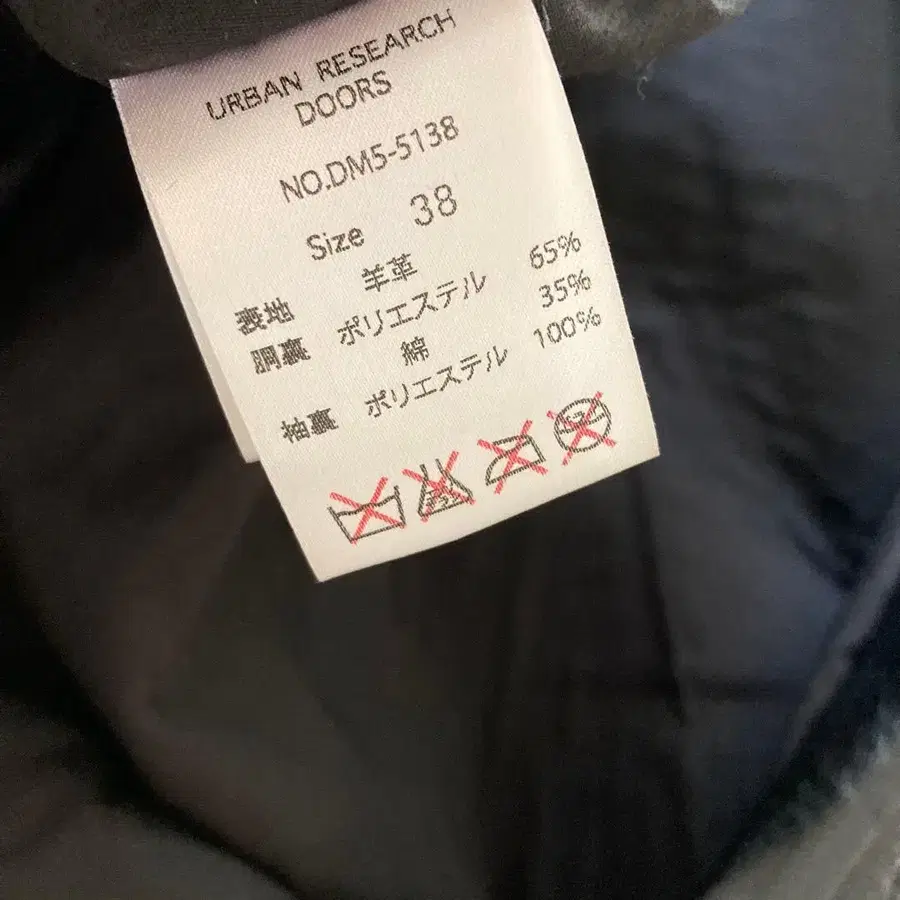 URBAN RESEARCH
DOORS
NO.DM5-5138
Size 38
表地 羊革
胴裏 ポリエステル 65%
綿 35%
袖裏 ポリエステル 100%